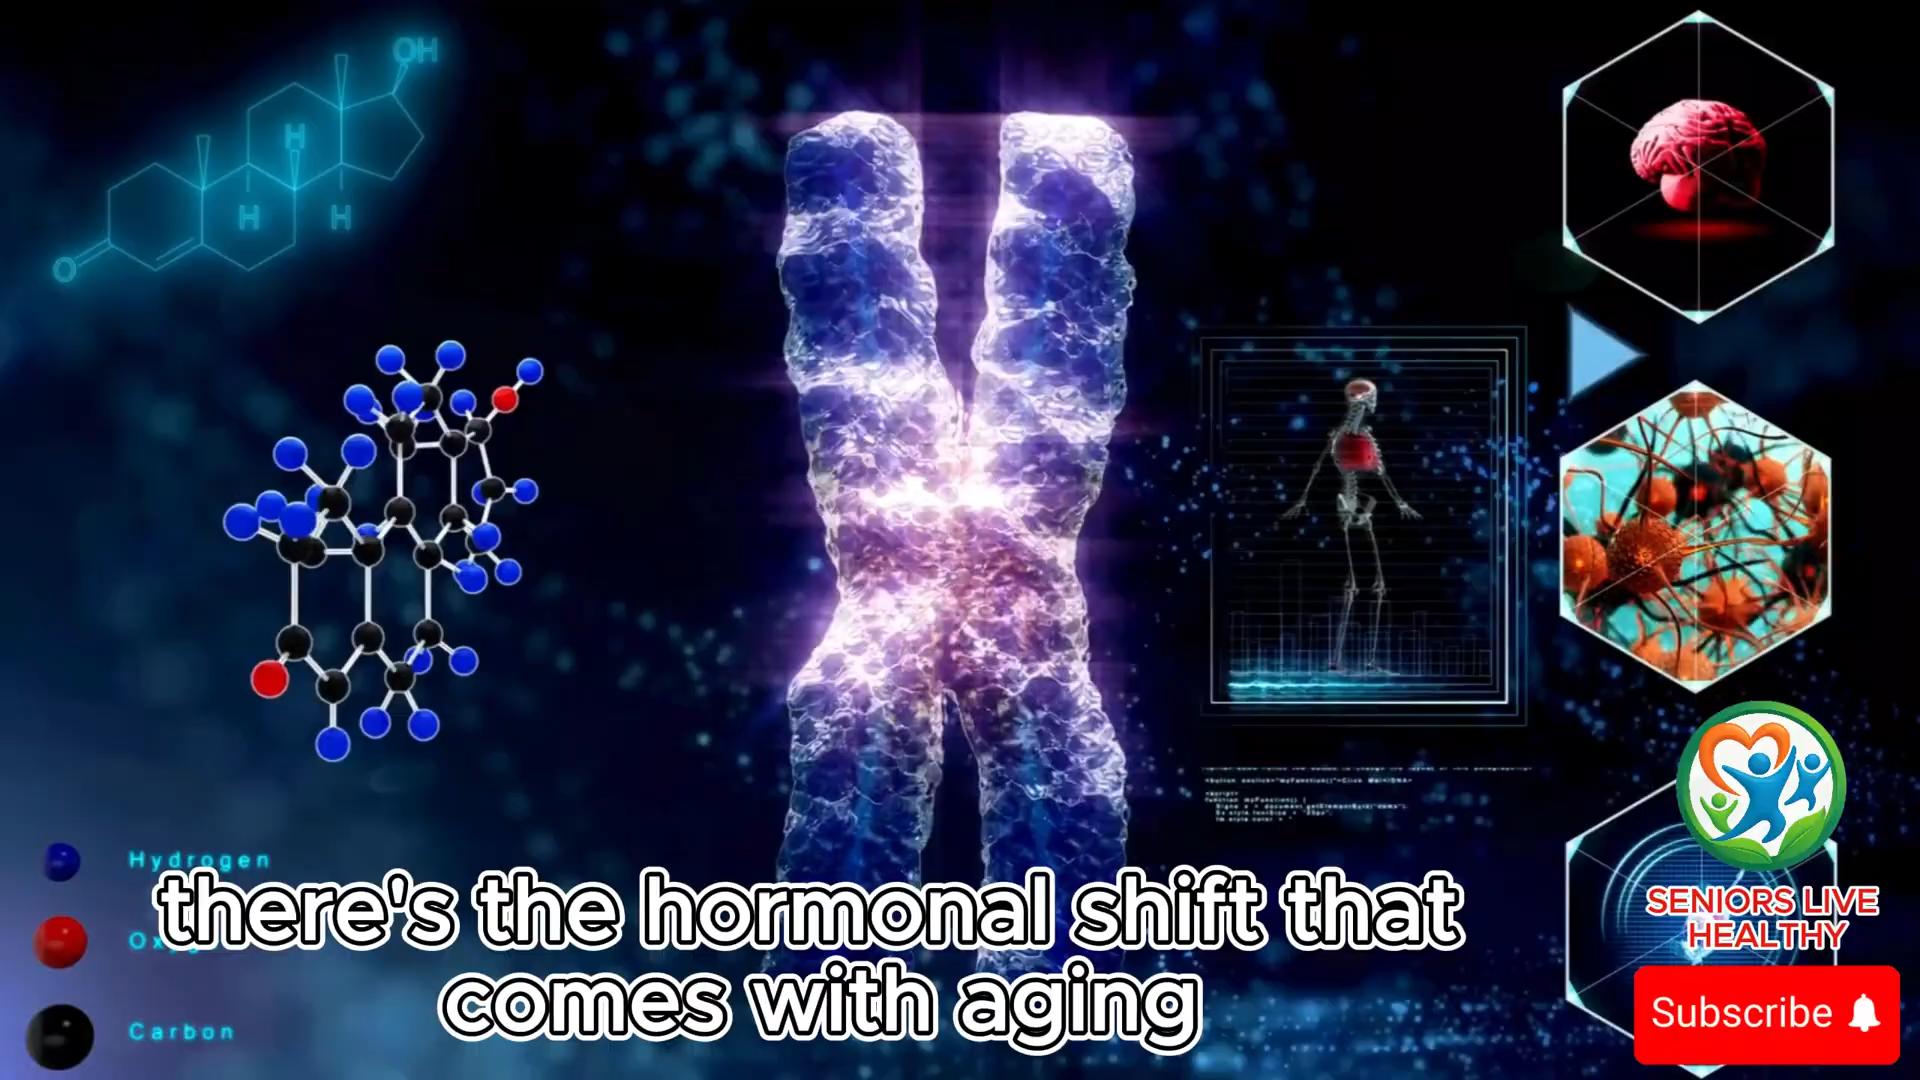 OH
H
H
H
O
Hydrogen
there's the hormonal shift that
comes with aging
Carbon
SENIORS LIVE
HEALTHY
Subscribe